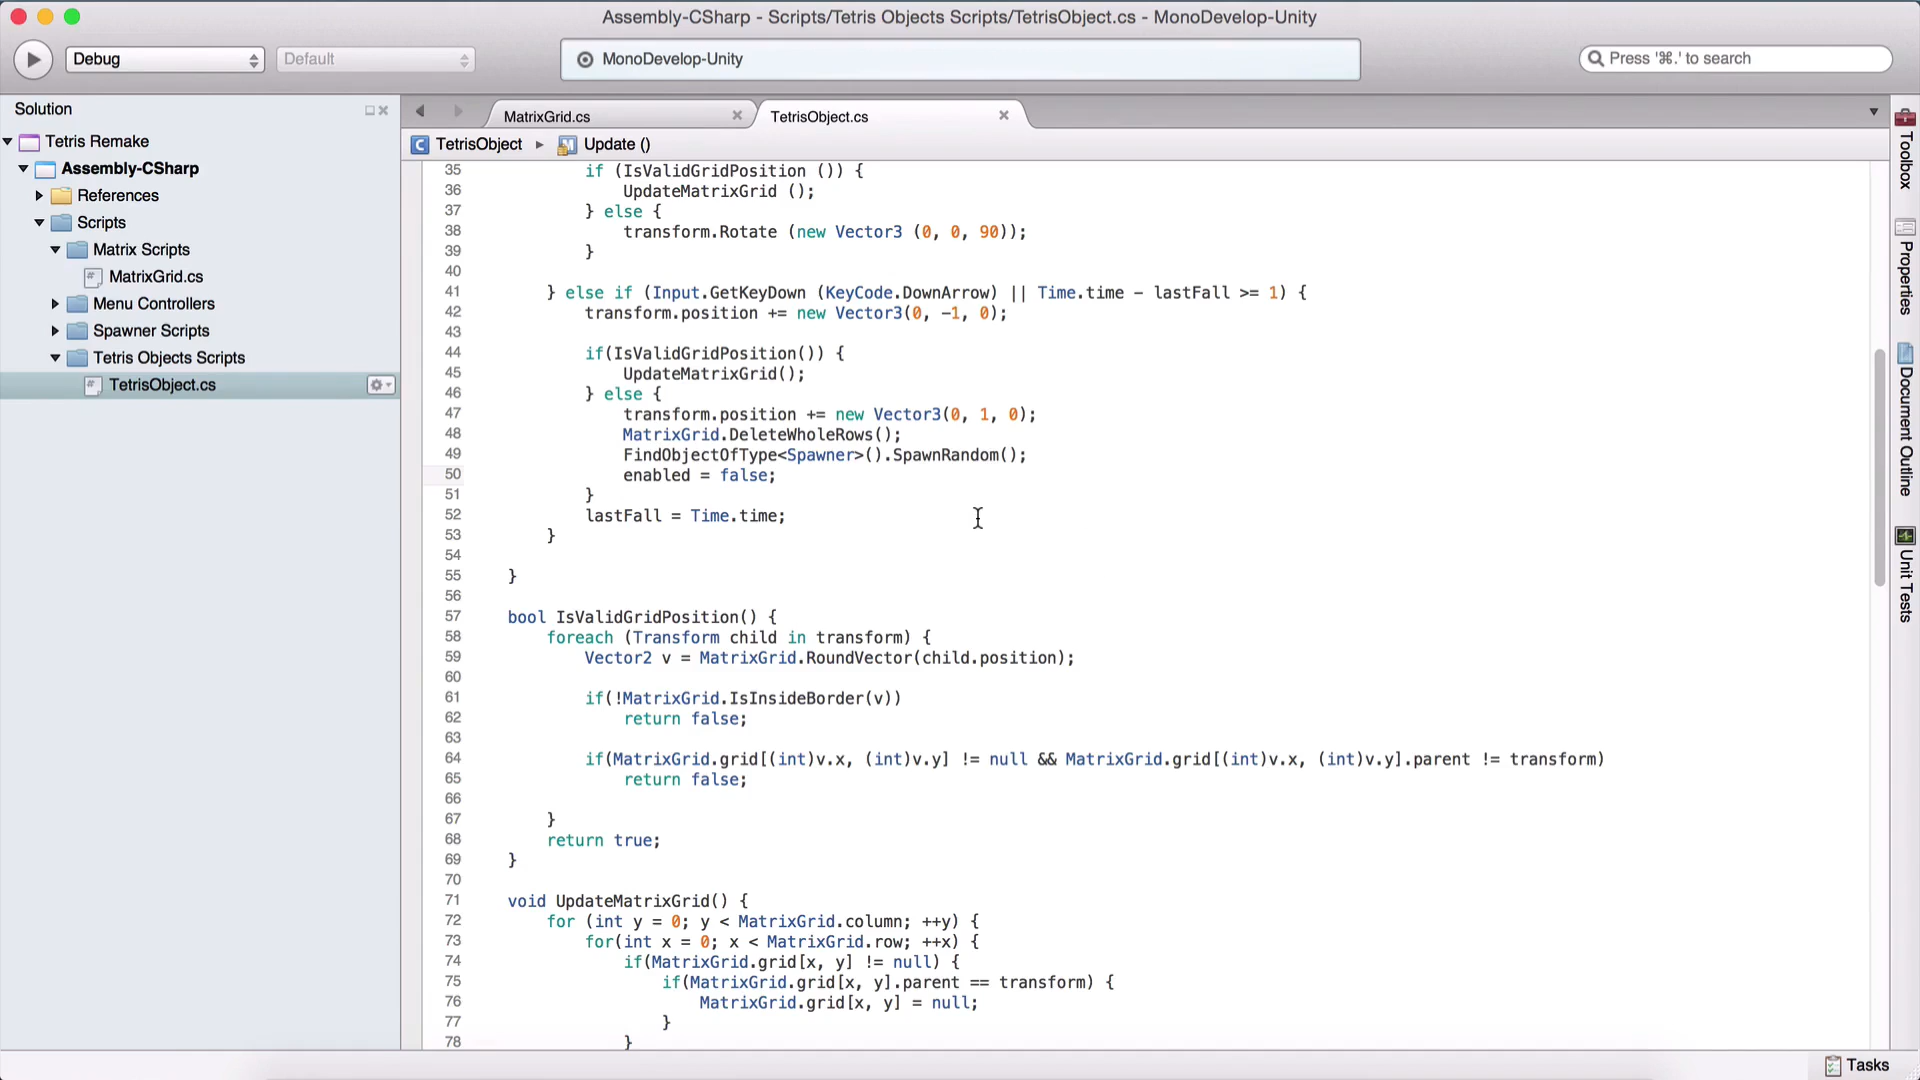 Assembly-CSharp - Scripts/Tetris Objects Scripts/TetrisObject.cs - MonoDevelop-Unity
Debug
Default
MonoDevelop-Unity
Press '⌘.' to search
Solution
Tetris Remake
Assembly-CSharp
References
Scripts
Matrix Scripts
MatrixGrid.cs
Menu Controllers
Spawner Scripts
Tetris Objects Scripts
TetrisObject.cs
MatrixGrid.cs
TetrisObject.cs
TetrisObject
Update ()
35 if (IsValidGridPosition ()) {
36 UpdateMatrixGrid ();
37 } else {
38 transform.Rotate (new Vector3 (0, 0, 90));
39 }
40
41 } else if (Input.GetKeyDown (KeyCode.DownArrow) || Time.time - lastFall >= 1) {
42 transform.position += new Vector3(0, -1, 0);
43
44 if(IsValidGridPosition()) {
45 UpdateMatrixGrid();
46 } else {
47 transform.position += new Vector3(0, 1, 0);
48 MatrixGrid.DeleteWholeRows();
49 FindObjectOfType<Spawner>().SpawnRandom();
50 enabled = false;
51 }
52 lastFall = Time.time;
53 }
54
55 }
56
57 bool IsValidGridPosition() {
58 foreach (Transform child in transform) {
59 Vector2 v = MatrixGrid.RoundVector(child.position);
60
61 if(!MatrixGrid.IsInsideBorder(v))
62 return false;
63
64 if(MatrixGrid.grid[(int)v.x, (int)v.y] != null && MatrixGrid.grid[(int)v.x, (int)v.y].parent != transform)
65 return false;
66
67 }
68 return true;
69 }
70
71 void UpdateMatrixGrid() {
72 for (int y = 0; y < MatrixGrid.column; ++y) {
73 for(int x = 0; x < MatrixGrid.row; ++x) {
74 if(MatrixGrid.grid[x, y] != null) {
75 if(MatrixGrid.grid[x, y].parent == transform) {
76 MatrixGrid.grid[x, y] = null;
77 }
78 }
Toolbox
Properties
Document Outline
Unit Tests
Tasks